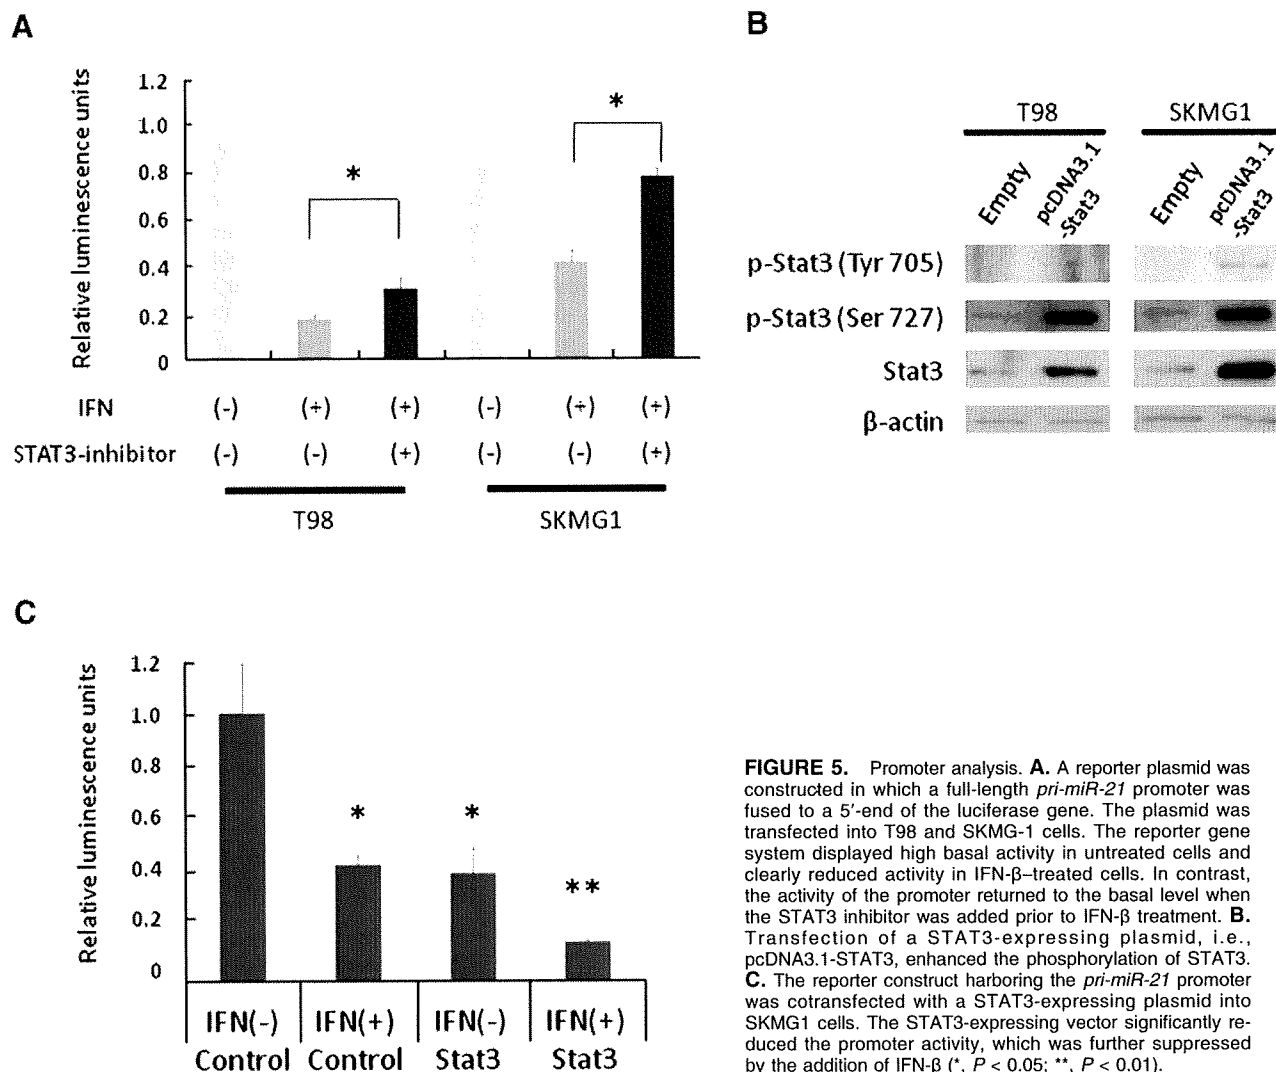 A
Relative luminescence units
1.2
1.0
0.8
0.6
0.4
0.2
0
*
*
IFN (-) (+) (+) (-) (+) (+)
STAT3-inhibitor (-) (-) (+) (-) (-) (+)
T98 SKMG1
B
T98 SKMG1
Empty pcDNA3.1 -Stat3 Empty pcDNA3.1 -Stat3
p-Stat3 (Tyr 705)
p-Stat3 (Ser 727)
Stat3
β-actin
C
Relative luminescence units
1.2
1.0
0.8
0.6
0.4
0.2
0
* * **
IFN(-) IFN(+) IFN(-) IFN(+)
Control Control Stat3 Stat3
FIGURE 5. Promoter analysis. A. A reporter plasmid was
constructed in which a full-length pri-miR-21 promoter was
fused to a 5′-end of the luciferase gene. The plasmid was
transfected into T98 and SKMG-1 cells. The reporter gene
system displayed high basal activity in untreated cells and
clearly reduced activity in IFN-β–treated cells. In contrast,
the activity of the promoter returned to the basal level when
the STAT3 inhibitor was added prior to IFN-β treatment. B.
Transfection of a STAT3-expressing plasmid, i.e.,
pcDNA3.1-STAT3, enhanced the phosphorylation of STAT3.
C. The reporter construct harboring the pri-miR-21 promoter
was cotransfected with a STAT3-expressing plasmid into
SKMG1 cells. The STAT3-expressing vector significantly re-
duced the promoter activity, which was further suppressed
by the addition of IFN-β (*, P < 0.05; **, P < 0.01).